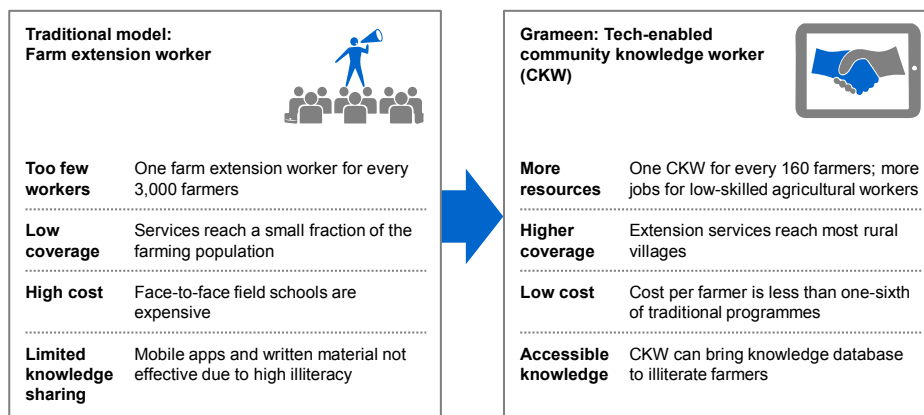 Traditional model:
Farm extension worker
Too few workers One farm extension worker for every
3,000 farmers
Low coverage Services reach a small fraction of the
farming population
High cost Face-to-face field schools are
expensive
Limited knowledge sharing Mobile apps and written material not
effective due to high illiteracy
Grameen: Tech-enabled
community knowledge worker
(CKW)
More resources One CKW for every 160 farmers; more
jobs for low-skilled agricultural workers
Higher coverage Extension services reach most rural
villages
Low cost Cost per farmer is less than one-sixth
of traditional programmes
Accessible knowledge CKW can bring knowledge database
to illiterate farmers